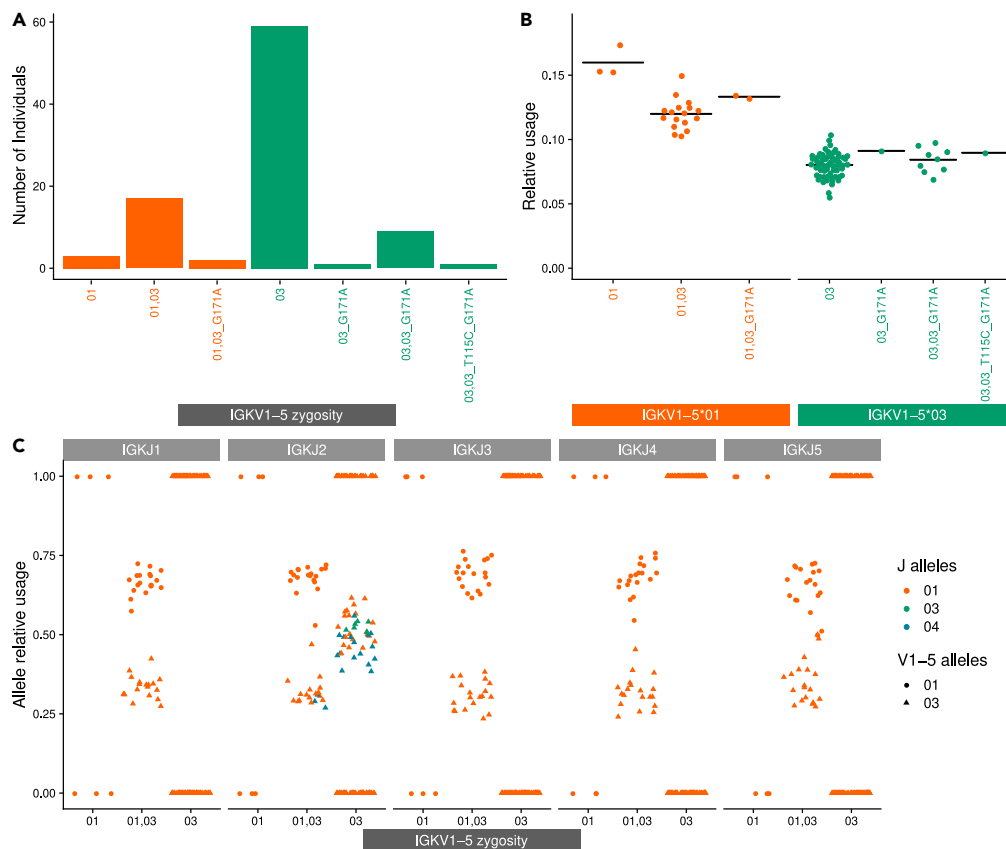 A
Number of Individuals
60
40
20
0
01
01,03
01,03_G171A
03
03_G171A
03,03_G171A
03,03_T115C_G171A
IGKV1−5 zygosity
B
Relative usage
0.15
0.10
0.05
0.00
01
01,03
01,03_G171A
03
03_G171A
03,03_G171A
03,03_T115C_G171A
IGKV1−5*01
IGKV1−5*03
C
IGKJ1
IGKJ2
IGKJ3
IGKJ4
IGKJ5
Allele relative usage
1.00
0.75
0.50
0.25
0.00
01
01,03
03
01
01,03
03
01
01,03
03
01
01,03
03
01
01,03
03
IGKV1−5 zygosity
J alleles
01
03
04
V1−5 alleles
01
03